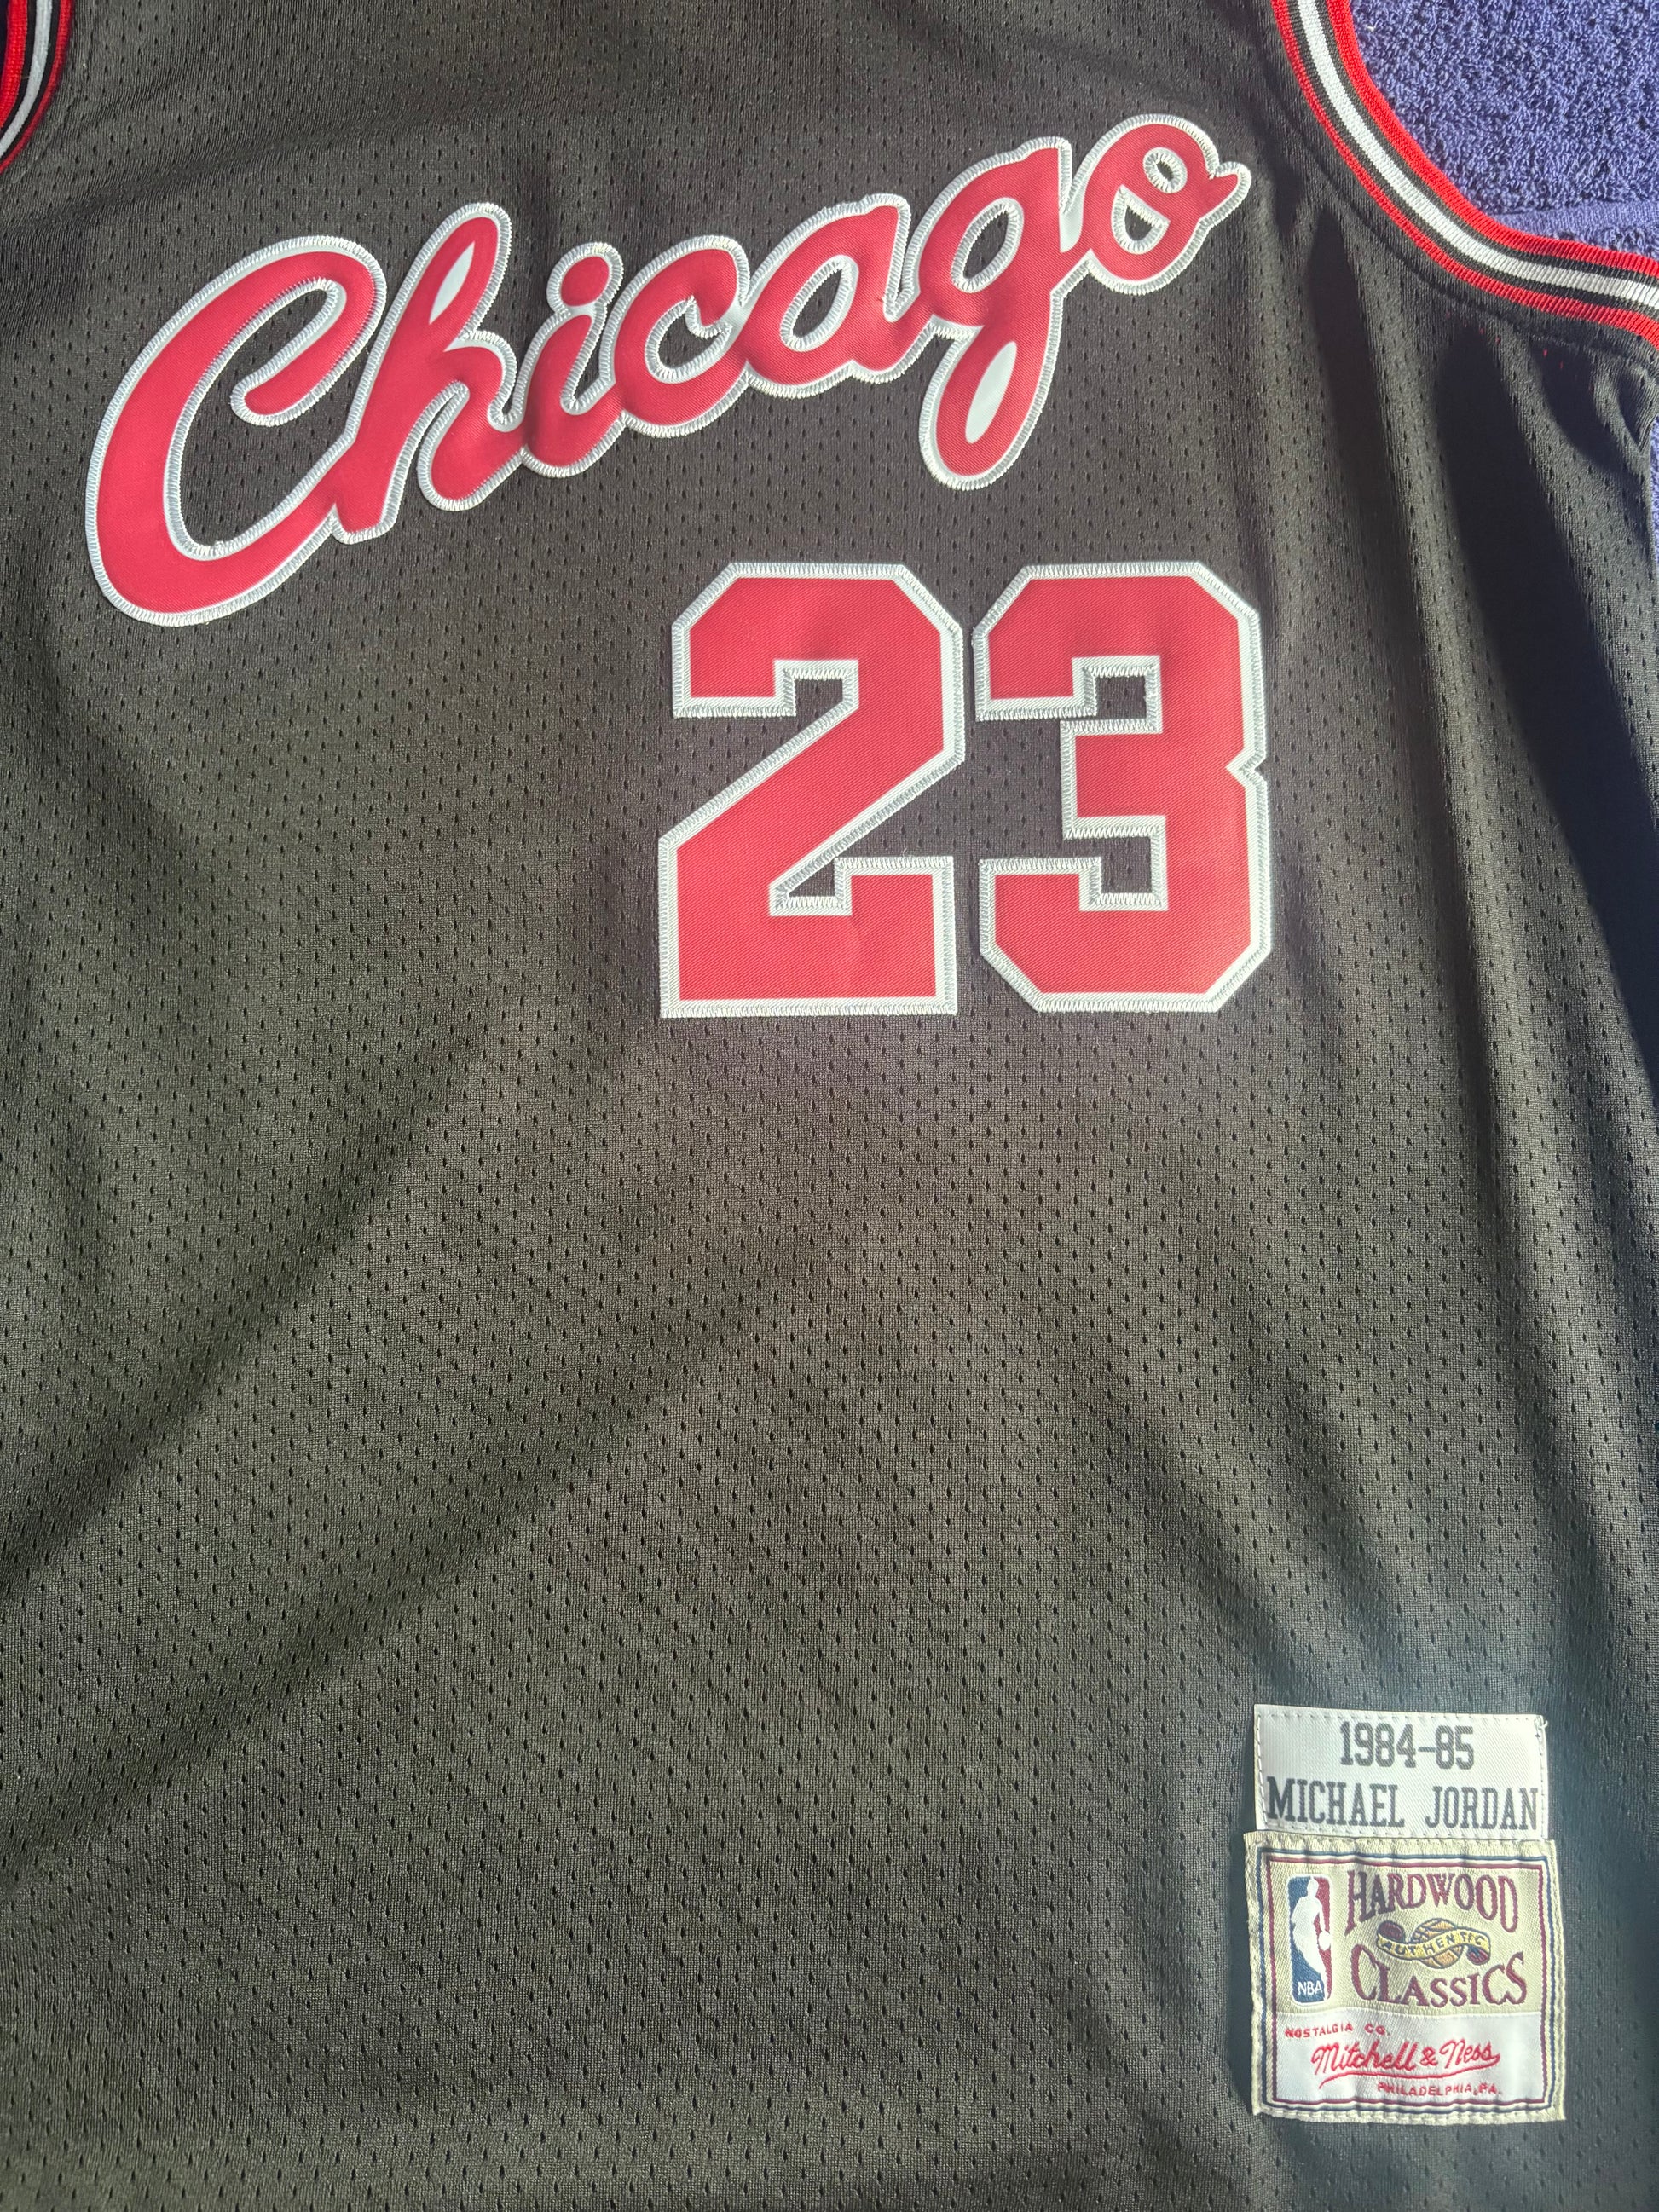 Chicago
23
1984-85
MICHAEL JORDAN
HARDWOOD
AUTHENTIC
CLASSICS
NBA
NOSTALGIA CO.
Mitchell & Ness
PHILADELPHIA, PA.